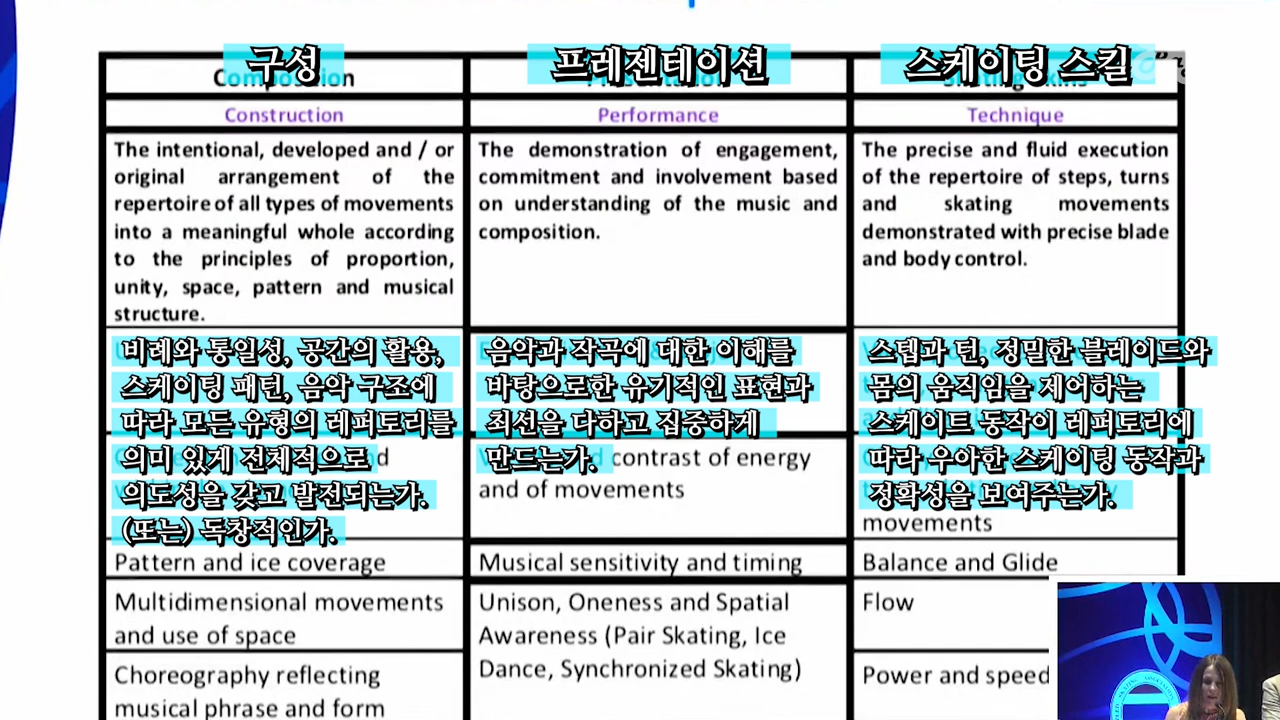 구성
프레젠테이션
스케이팅 스킬
Construction
Performance
Technique
The intentional, developed and / or
original arrangement of the
repertoire of all types of movements
into a meaningful whole according
to the principles of proportion,
unity, space, pattern and musical
structure.
The demonstration of engagement,
commitment and involvement based
on understanding of the music and
composition.
The precise and fluid execution
of the repertoire of steps, turns
and skating movements
demonstrated with precise blade
and body control.
비례와 통일성, 공간의 활용,
스케이팅 패턴, 음악 구조에
따라 모든 유형의 레퍼토리를
의미 있게 전체적으로
의도성을 갖고 발전되는가.
(또는) 독창적인가.
음악과 작곡에 대한 이해를
바탕으로한 유기적인 표현과
최선을 다하고 집중하게
만드는가.
contrast of energy
and of movements
스텝과 턴, 정밀한 블레이드와
몸의 움직임을 제어하는
스케이트 동작이 레퍼토리에
따라 우아한 스케이팅 동작과
정확성을 보여주는가.
movements
Pattern and ice coverage
Musical sensitivity and timing
Balance and Glide
Multidimensional movements
and use of space
Unison, Oneness and Spatial
Awareness (Pair Skating, Ice
Dance, Synchronized Skating)
Flow
Choreography reflecting
musical phrase and form
Power and speed